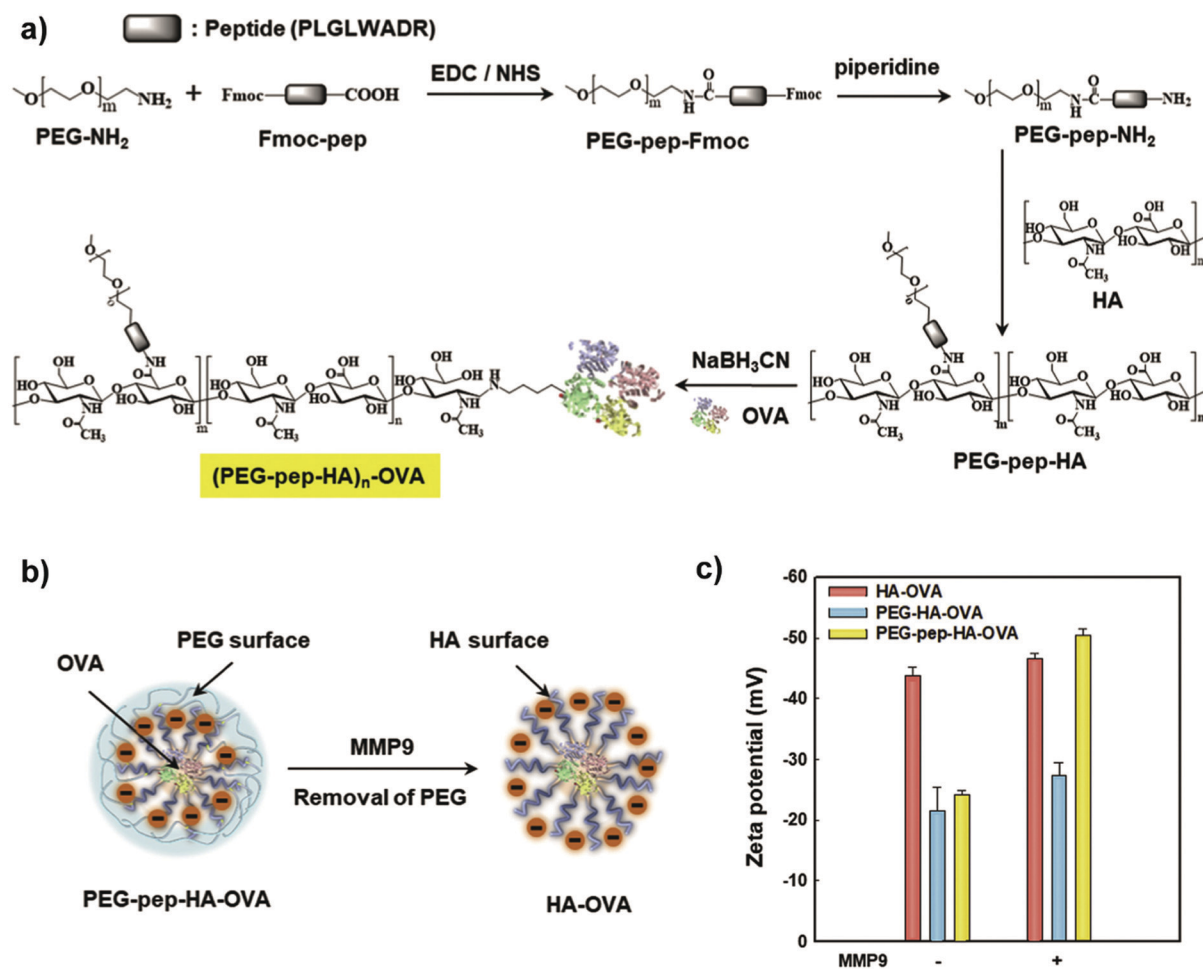 a)
: Peptide (PLGLWADR)
PEG-NH2
+
Fmoc COOH
Fmoc-pep
EDC / NHS
PEG-pep-Fmoc
piperidine
PEG-pep-NH2
HA
PEG-pep-HA
NaBH3CN
OVA
(PEG-pep-HA)n-OVA
b)
OVA
PEG surface
HA surface
MMP9
Removal of PEG
PEG-pep-HA-OVA
HA-OVA
c)
Zeta potential (mV)
-60
-50
-40
-30
-20
-10
0
HA-OVA
PEG-HA-OVA
PEG-pep-HA-OVA
MMP9 - +